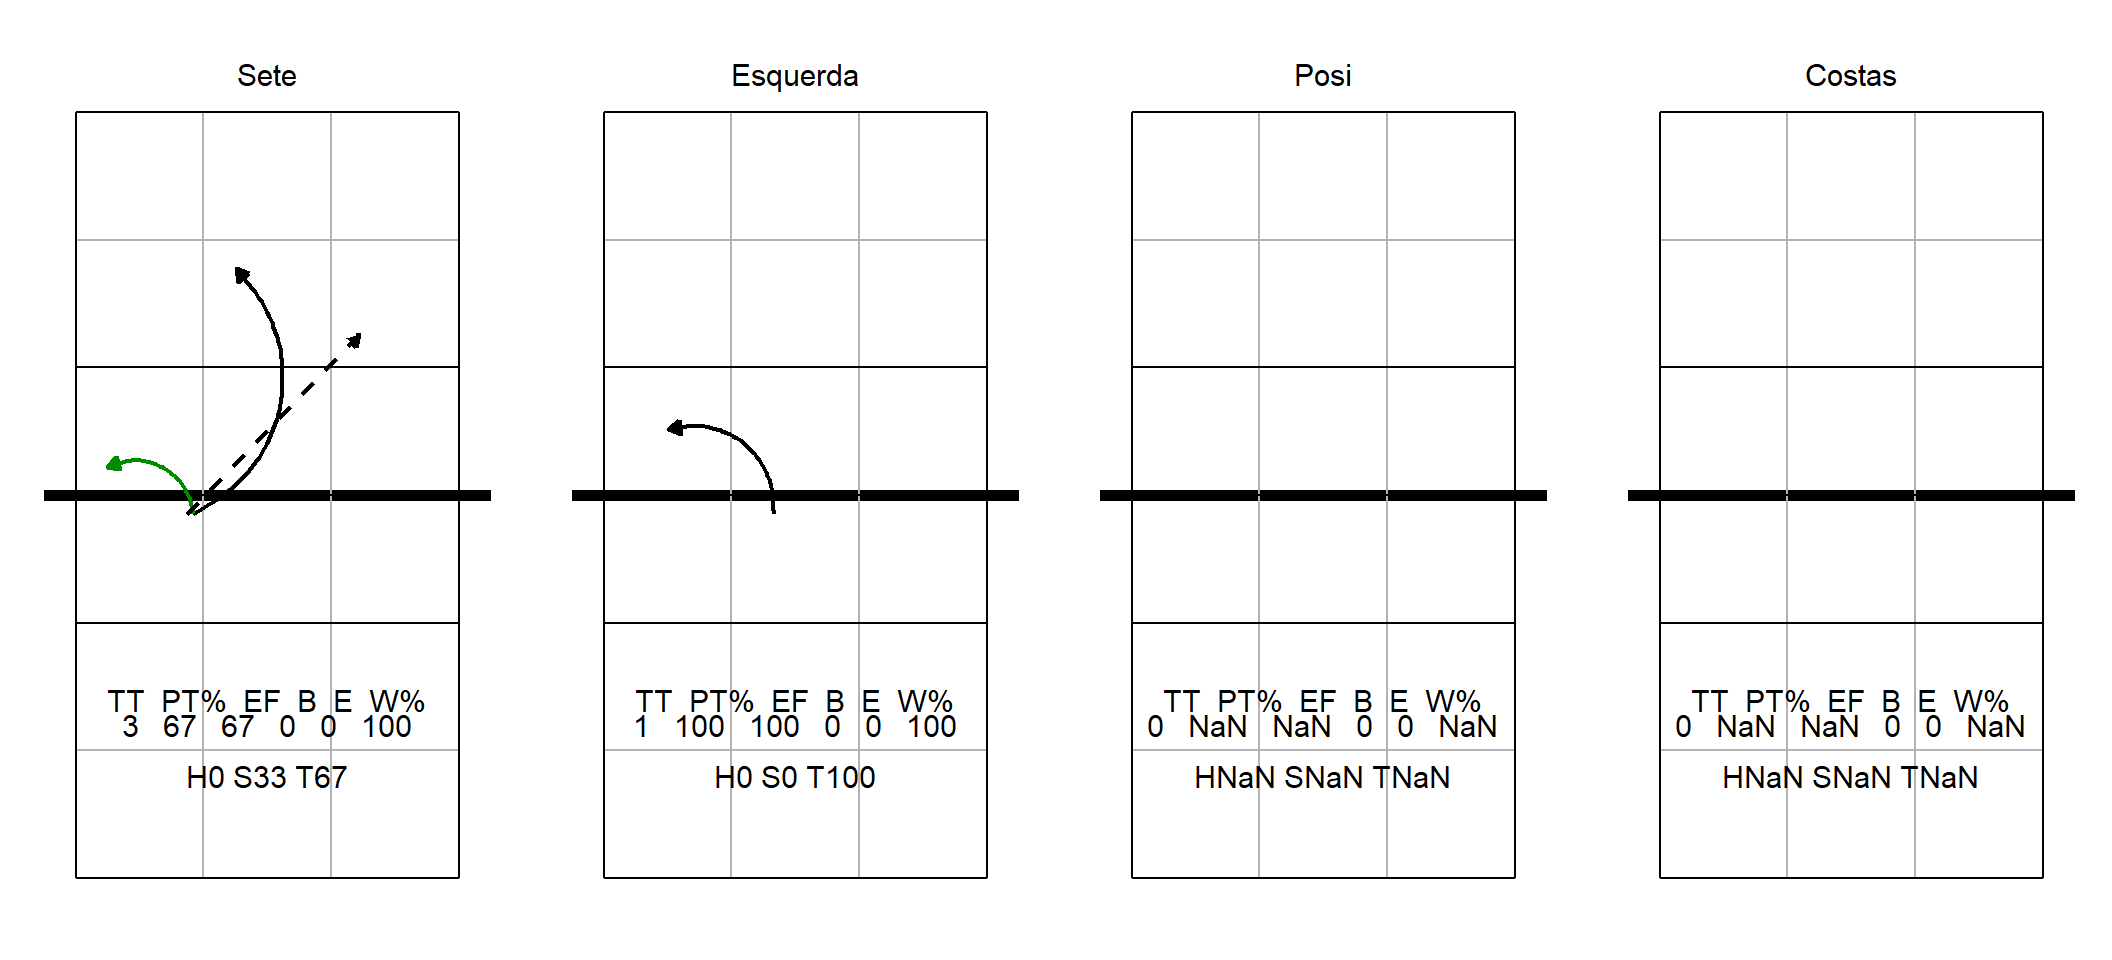 Sete
TT PT% EF B E W%
3 67 67 0 0 100
H0 S33 T67
Esquerda
TT PT% EF B E W%
1 100 100 0 0 100
H0 S0 T100
Posi
TT PT% EF B E W%
0 NaN NaN 0 0 NaN
HNaN SNaN TNaN
Costas
TT PT% EF B E W%
0 NaN NaN 0 0 NaN
HNaN SNaN TNaN